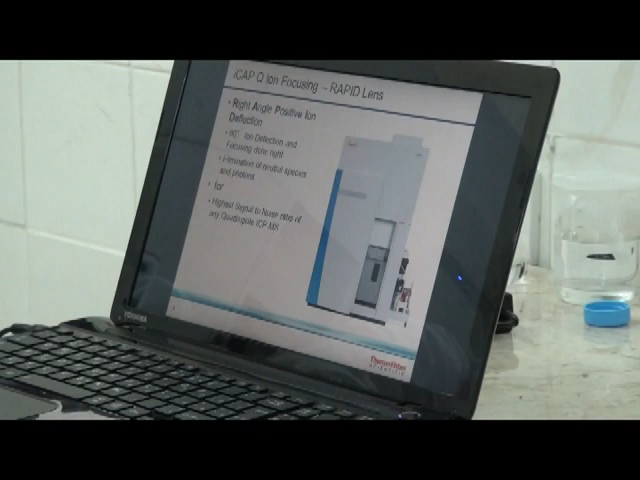 iCAP Q Ion Focusing – RAPID Lens
• Right Angle Positive Ion
Deflection
• 90° Ion Deflection and
Focusing done right
• Elimination of neutral species
and photons
• for
• Highest Signal to Noise ratio of
any Quadrupole ICP-MS
ThermoFisher
SCIENTIFIC
TOSHIBA